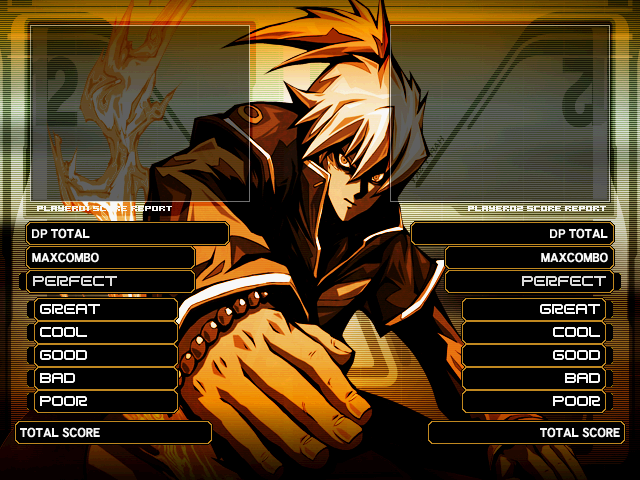 PLAYER01 SCORE REPORT
PLAYER02 SCORE REPORT
DP TOTAL
DP TOTAL
MAXCOMBO
MAXCOMBO
PERFECT
PERFECT
GREAT
GREAT
COOL
COOL
GOOD
GOOD
BAD
BAD
POOR
POOR
TOTAL SCORE
TOTAL SCORE